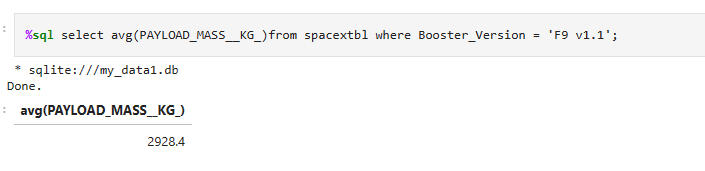 %sql select avg(PAYLOAD_MASS__KG_)from spacextbl where Booster_Version = 'F9 v1.1';
* sqlite:///my_data1.db
Done.
avg(PAYLOAD_MASS__KG_)
2928.4